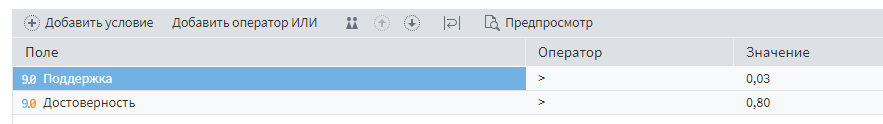 Добавить условие Добавить оператор ИЛИ Предпросмотр
Поле Оператор Значение
9.0 Поддержка > 0,03
9.0 Достоверность > 0,80